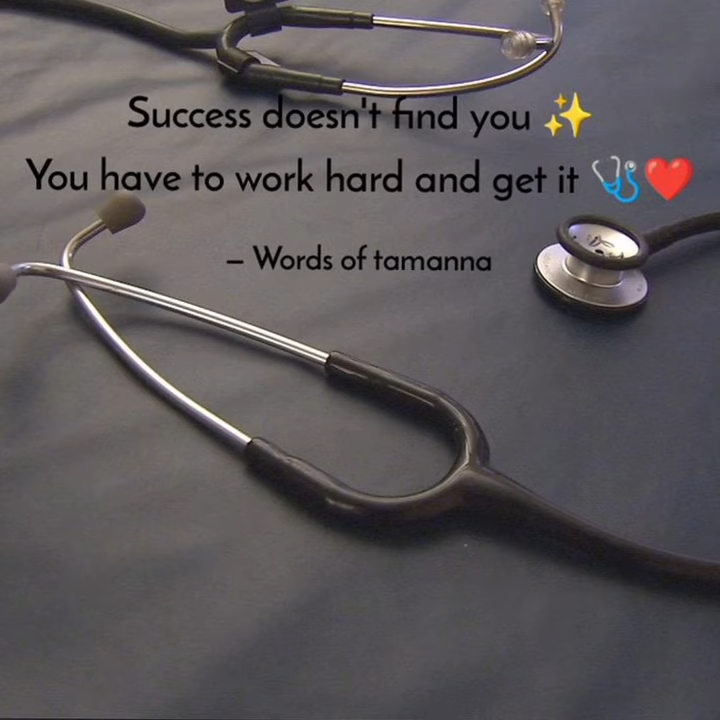 Success doesn't find you ✨
You have to work hard and get it 🩺❤️
– Words of tamanna